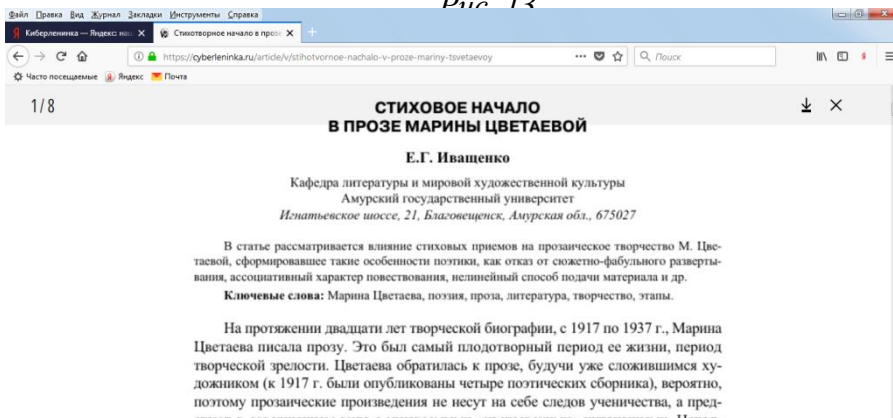 Рис. 13
Файл Правка Вид Журнал Закладки Инструменты Справка
Киберленинка — Яндекс: наш
Стихотворное начало в прозе
https://cyberleninka.ru/article/v/stihotvornoe-nachalo-v-proze-mariny-tsvetaevoy
Поиск
Часто посещаемые Яндекс Почта
1/8
СТИХОВОЕ НАЧАЛО
В ПРОЗЕ МАРИНЫ ЦВЕТАЕВОЙ
Е.Г. Иващенко
Кафедра литературы и мировой художественной культуры
Амурский государственный университет
Игнатьевское шоссе, 21, Благовещенск, Амурская обл., 675027
В статье рассматривается влияние стиховых приемов на прозаическое творчество М. Цве-
таевой, сформировавшее такие особенности поэтики, как отказ от сюжетно-фабульного разверты-
вания, ассоциативный характер повествования, нелинейный способ подачи материала и др.
Ключевые слова: Марина Цветаева, поэзия, проза, литература, творчество, этапы.
На протяжении двадцати лет творческой биографии, с 1917 по 1937 г., Марина
Цветаева писала прозу. Это был самый плодотворный период ее жизни, период
творческой зрелости. Цветаева обратилась к прозе, будучи уже сложившимся ху-
дожником (к 1917 г. были опубликованы четыре поэтических сборника), вероятно,
поэтому прозаические произведения не несут на себе следов ученичества, а пред-